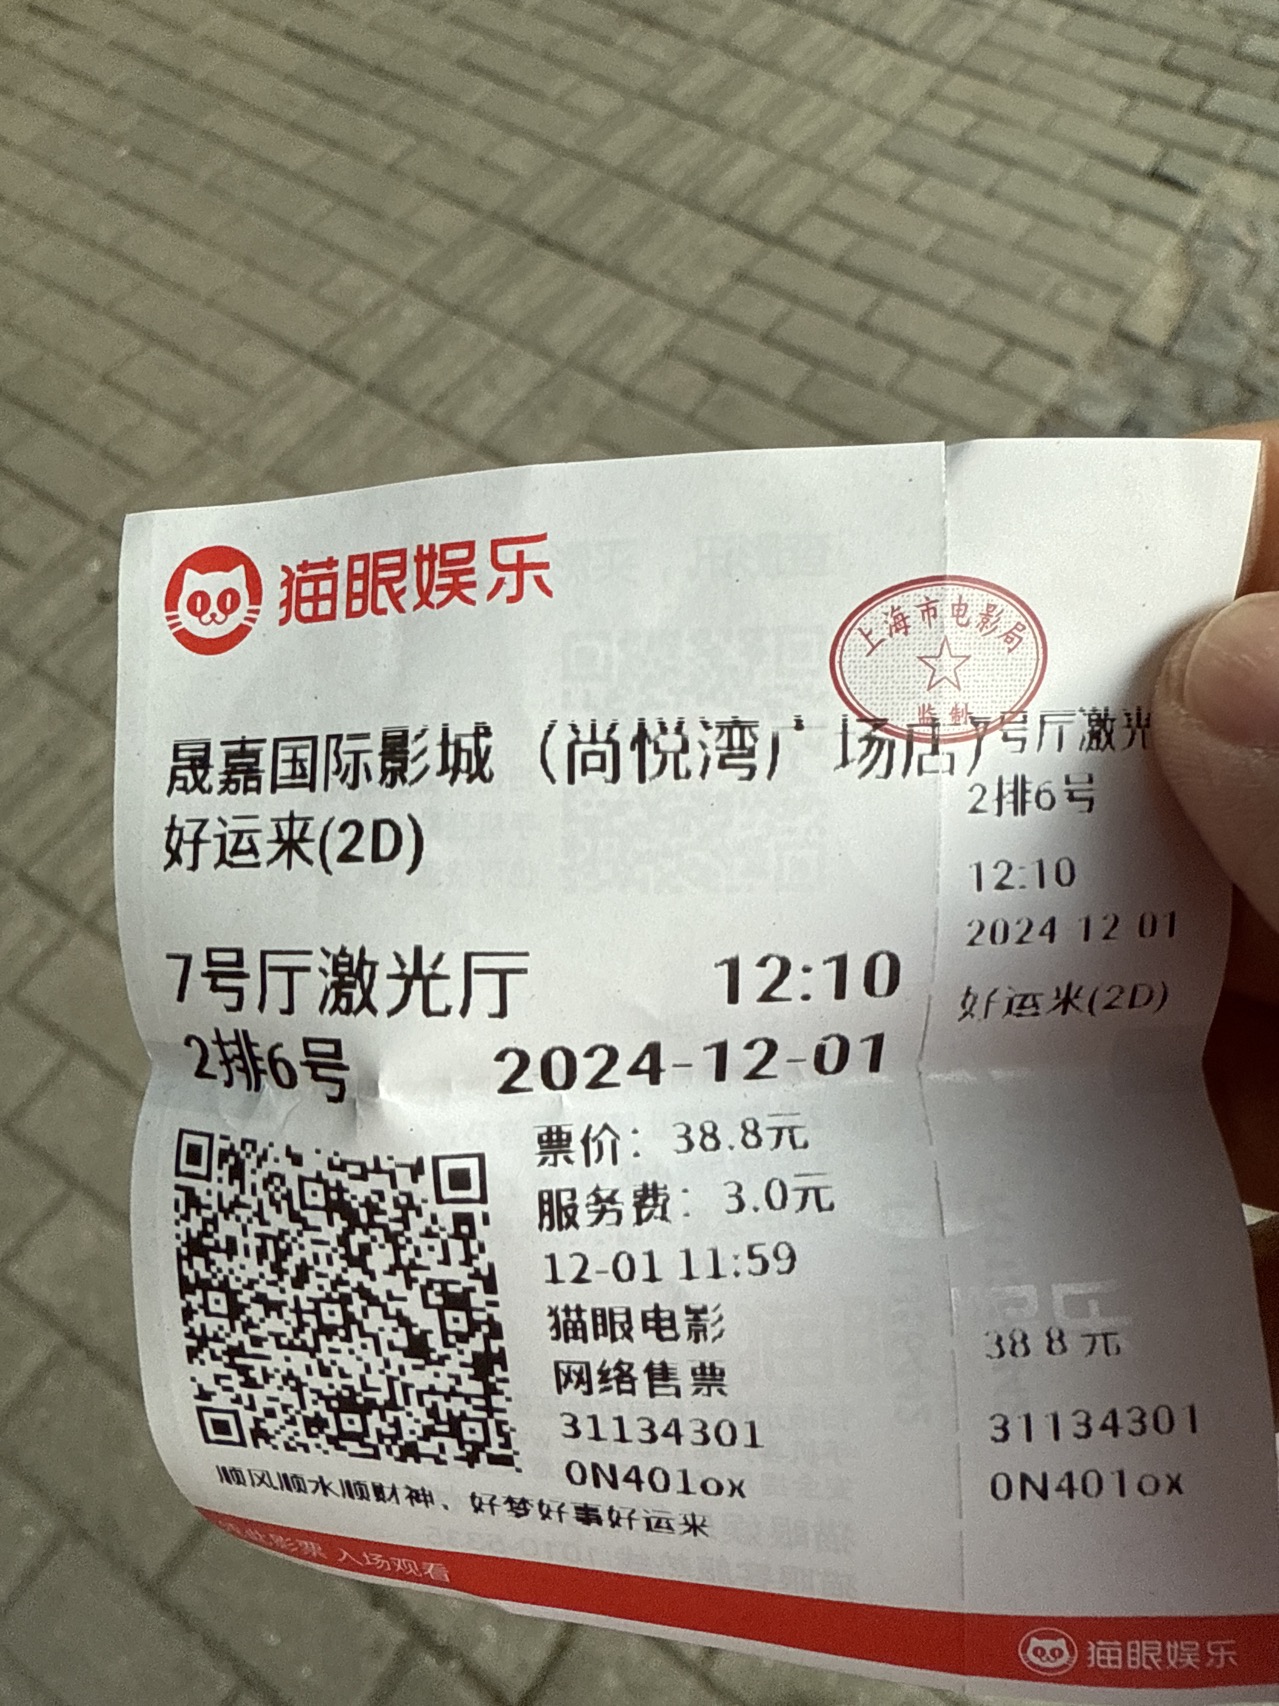 猫眼娱乐
上海市电影局
监制
晟嘉国际影城（尚悦湾广场店）
好运来(2D)
7号厅激光厅 12:10
2排6号 2024-12-01
票价：38.8元
服务费：3.0元
12-01 11:59
猫眼电影
网络售票
31134301
0N401ox
顺风顺水顺财神、好梦好事好运来
影票 入场观看
7号厅激光
2排6号
12:10
2024 12 01
好运来(2D)
38 8 元
31134301
0N401ox
猫眼娱乐